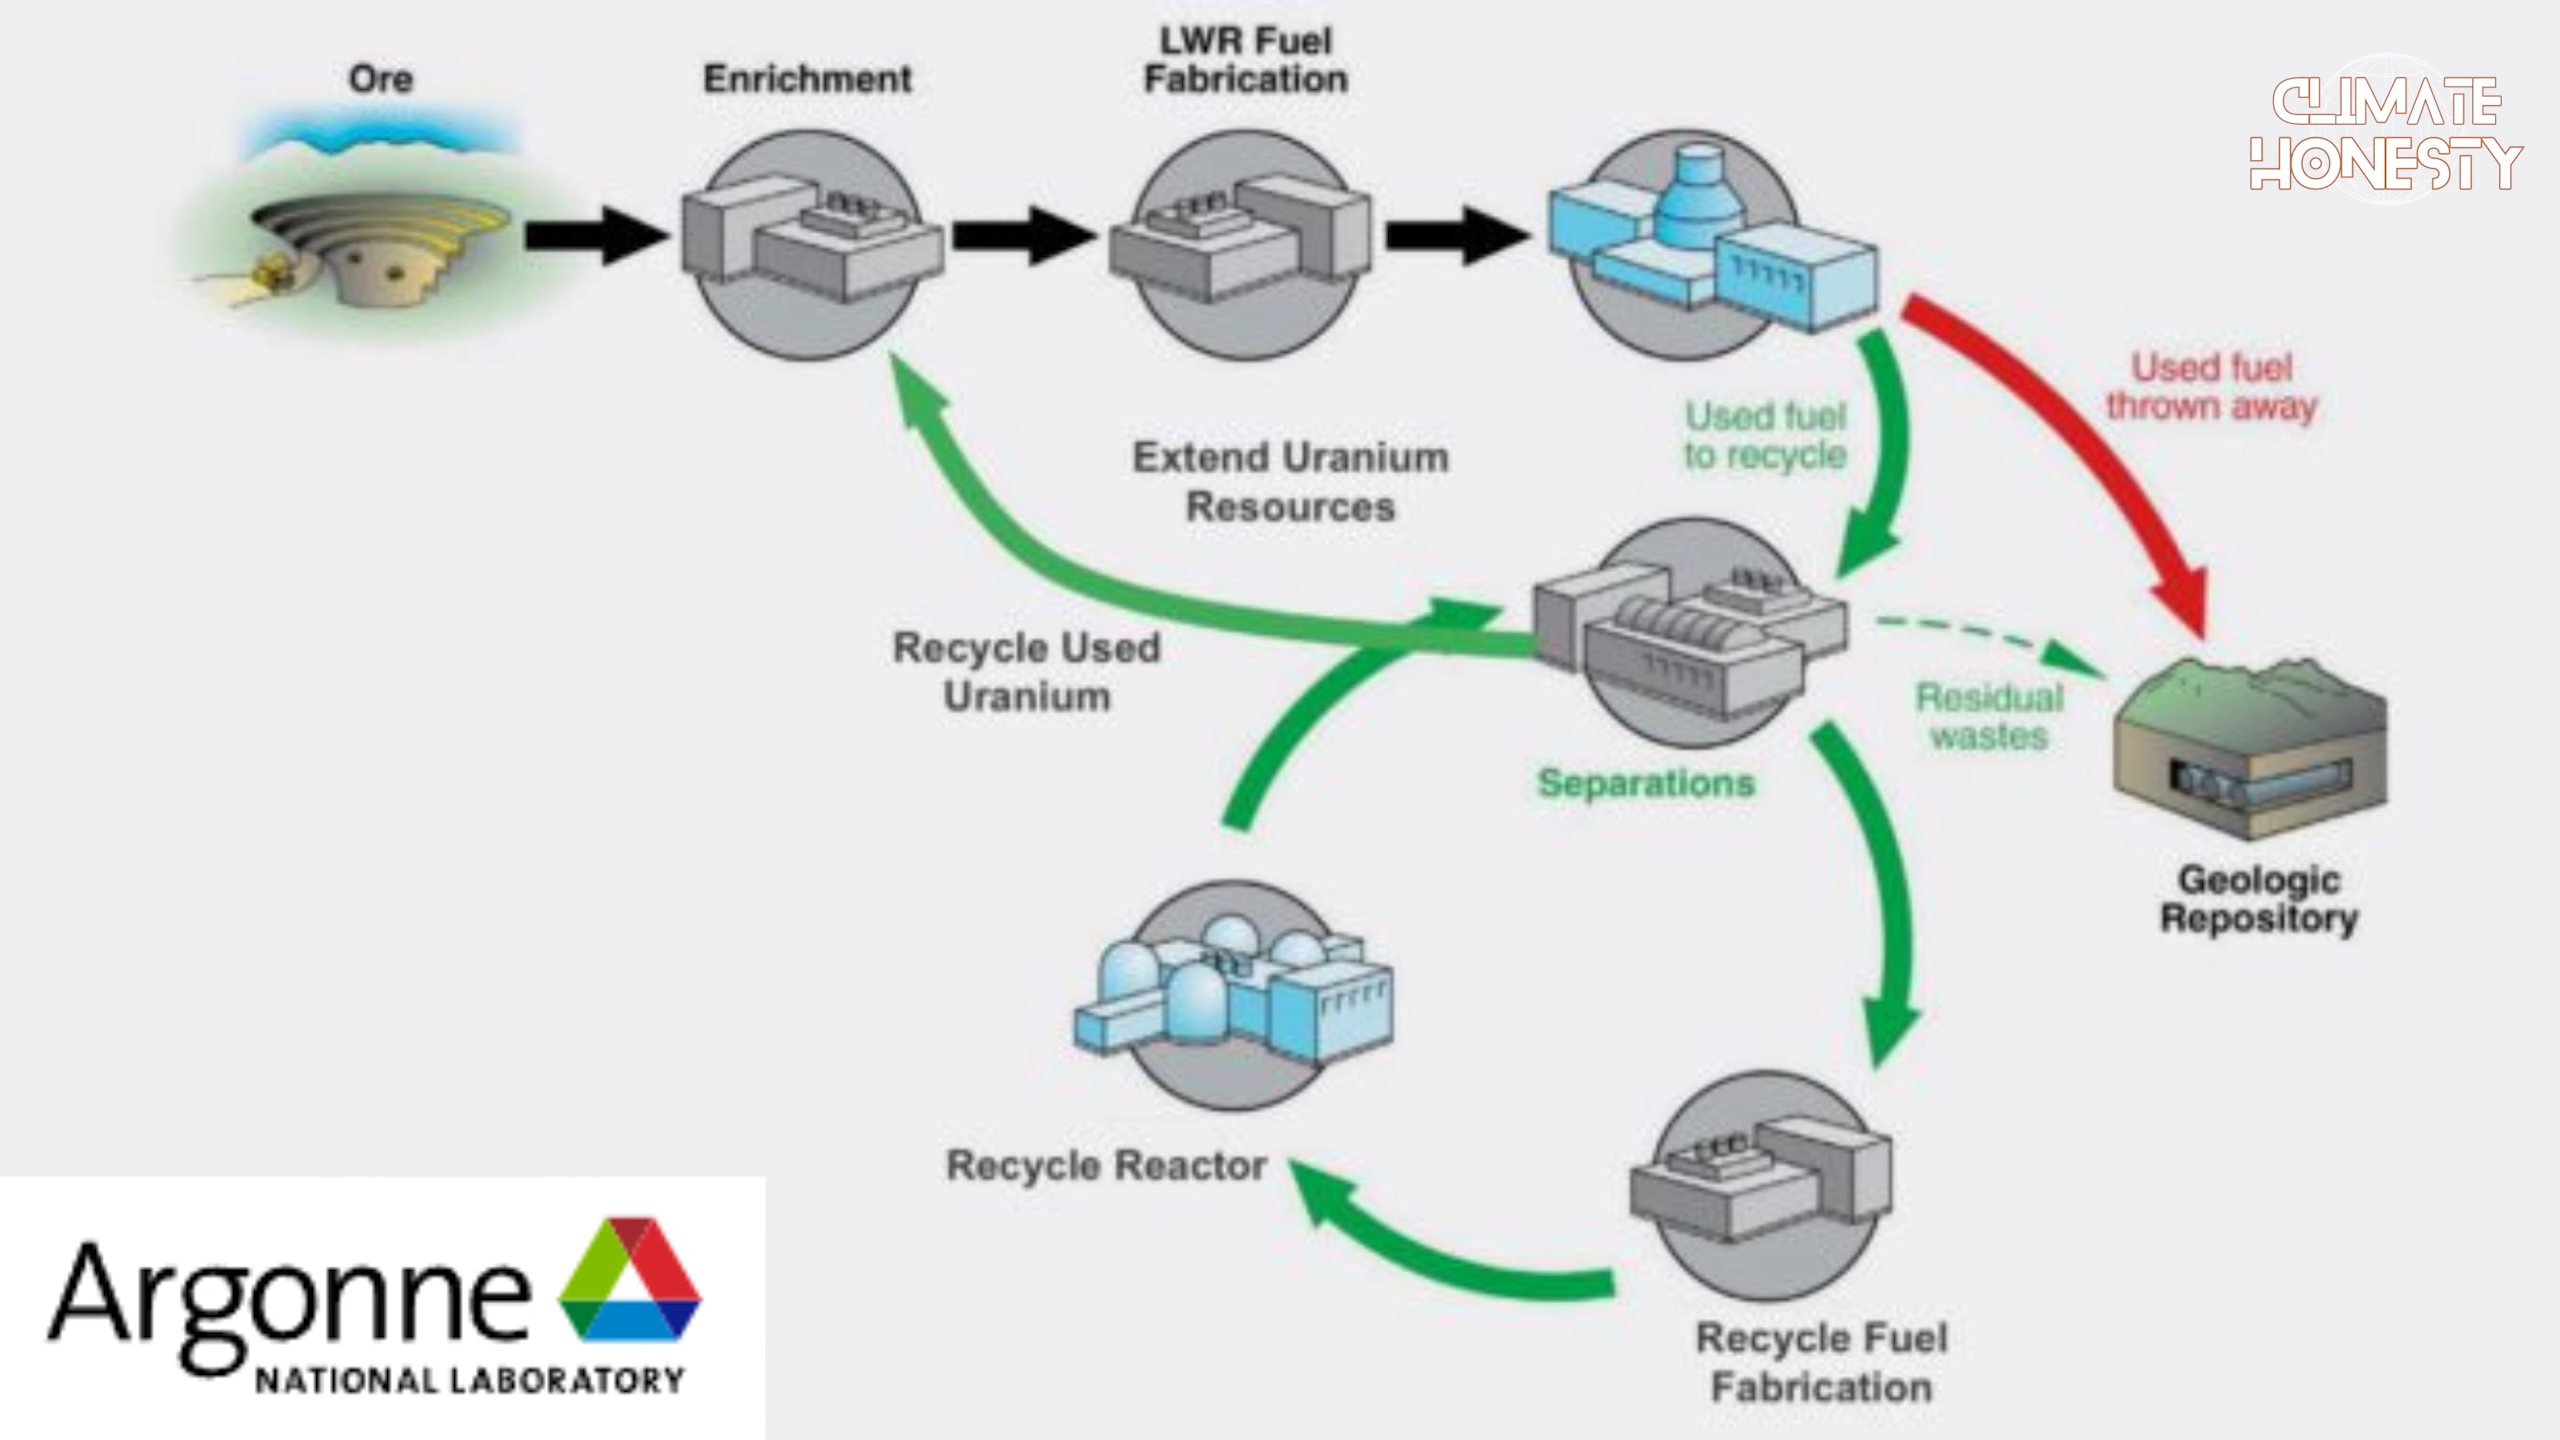 Ore
Enrichment
LWR Fuel
Fabrication
CLIMATE
HONESTY
Used fuel
thrown away
Used fuel
to recycle
Extend Uranium
Resources
Recycle Used
Uranium
Residual
wastes
Separations
Geologic
Repository
Recycle Reactor
Recycle Fuel
Fabrication
Argonne
NATIONAL LABORATORY